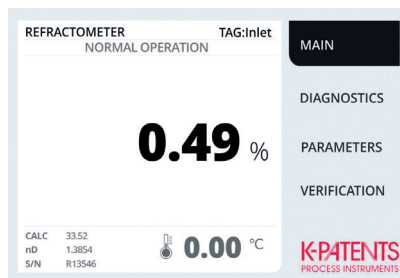 REFRACTOMETER TAG:Inlet
NORMAL OPERATION
0.49 %
CALC 33.52
nD 1.3854
S/N R13546
0.00 °C
MAIN
DIAGNOSTICS
PARAMETERS
VERIFICATION
K-PATENTS
PROCESS INSTRUMENTS